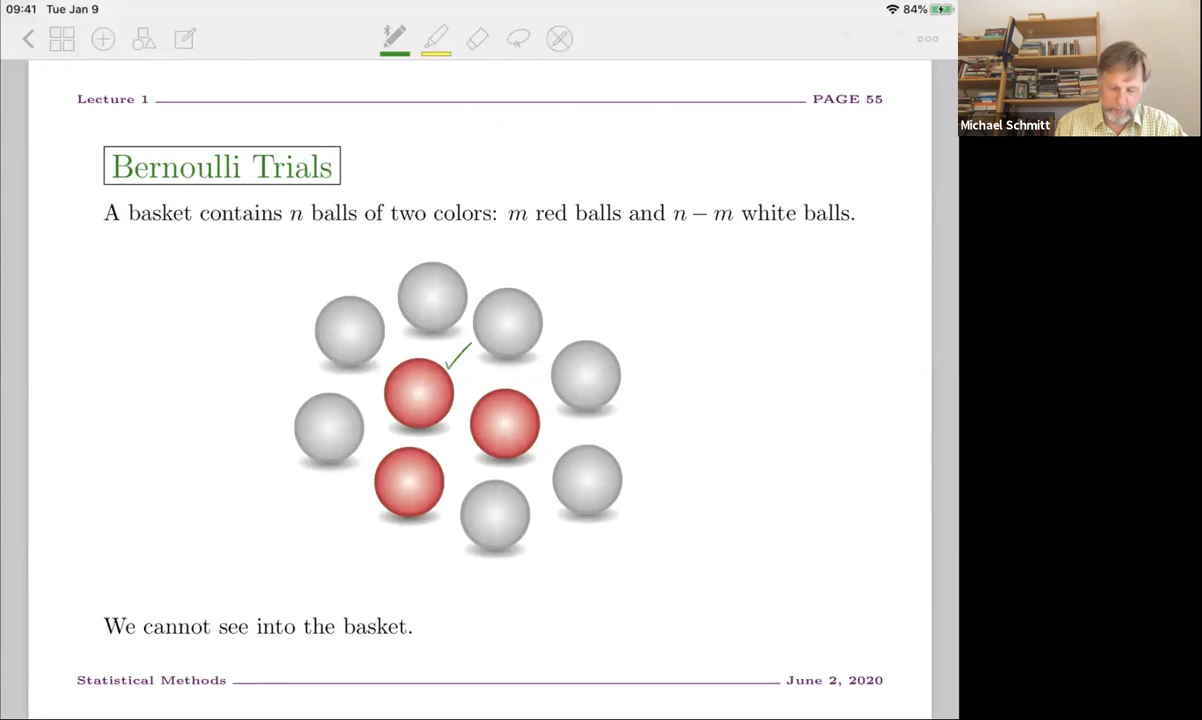 09:41 Tue Jan 9
84%
Michael Schmitt
Lecture 1 PAGE 55
Bernoulli Trials
A basket contains n balls of two colors: m red balls and n − m white balls.
We cannot see into the basket.
Statistical Methods June 2, 2020